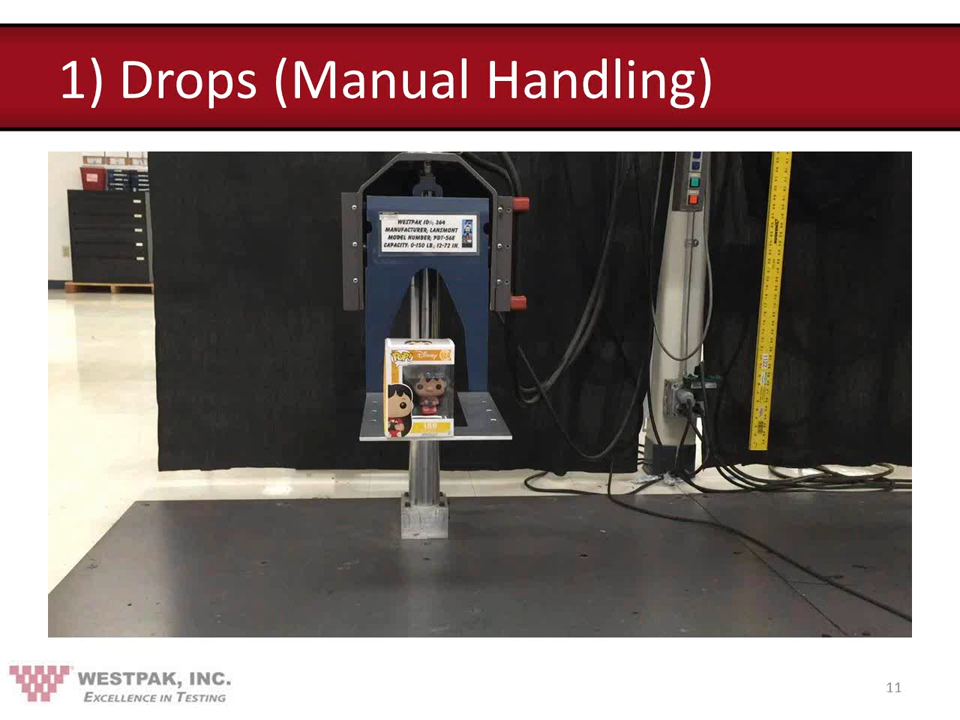 1) Drops (Manual Handling)
WESTPAK ID#: 364
MANUFACTURER: LANSMONT
MODEL NUMBER: PDT-56E
CAPACITY: 0-150 LB; 12-72 IN.
POP!
Disney
LILO
WESTPAK, INC.
EXCELLENCE IN TESTING
11